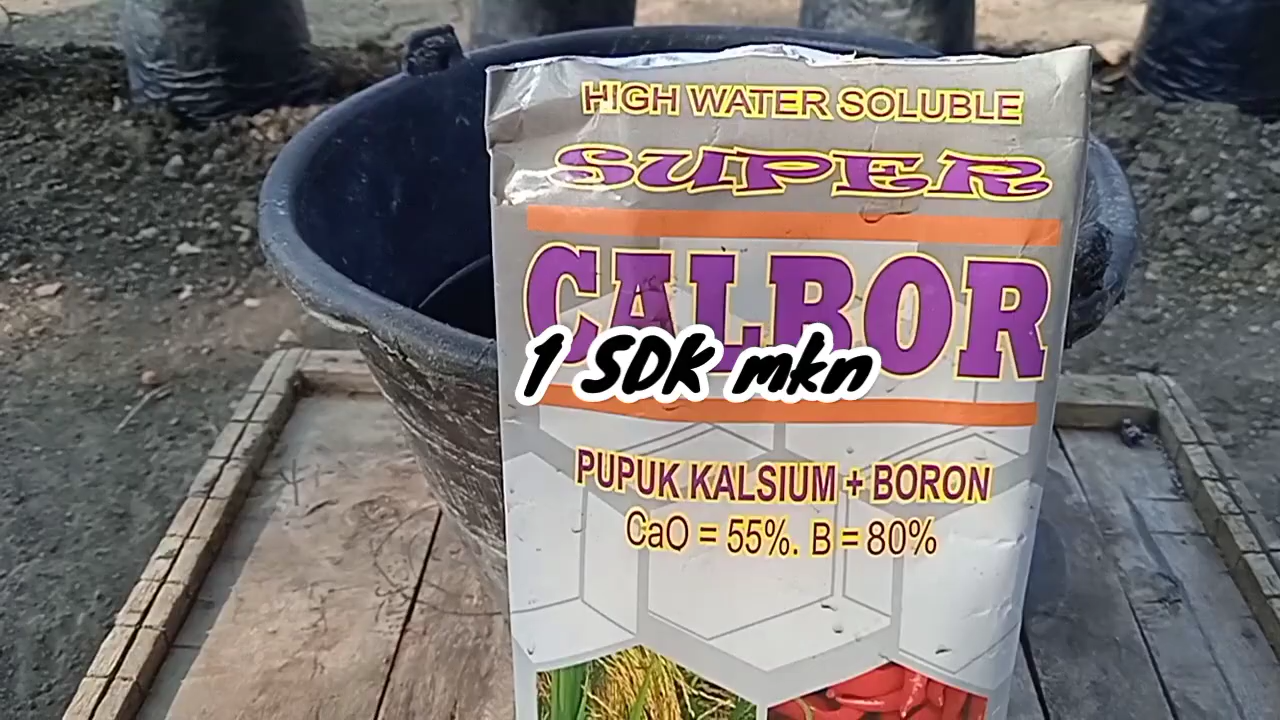 HIGH WATER SOLUBLE
SUPER
CALBOR
1 SDK mkn
PUPUK KALSIUM + BORON
CaO = 55%. B = 80%